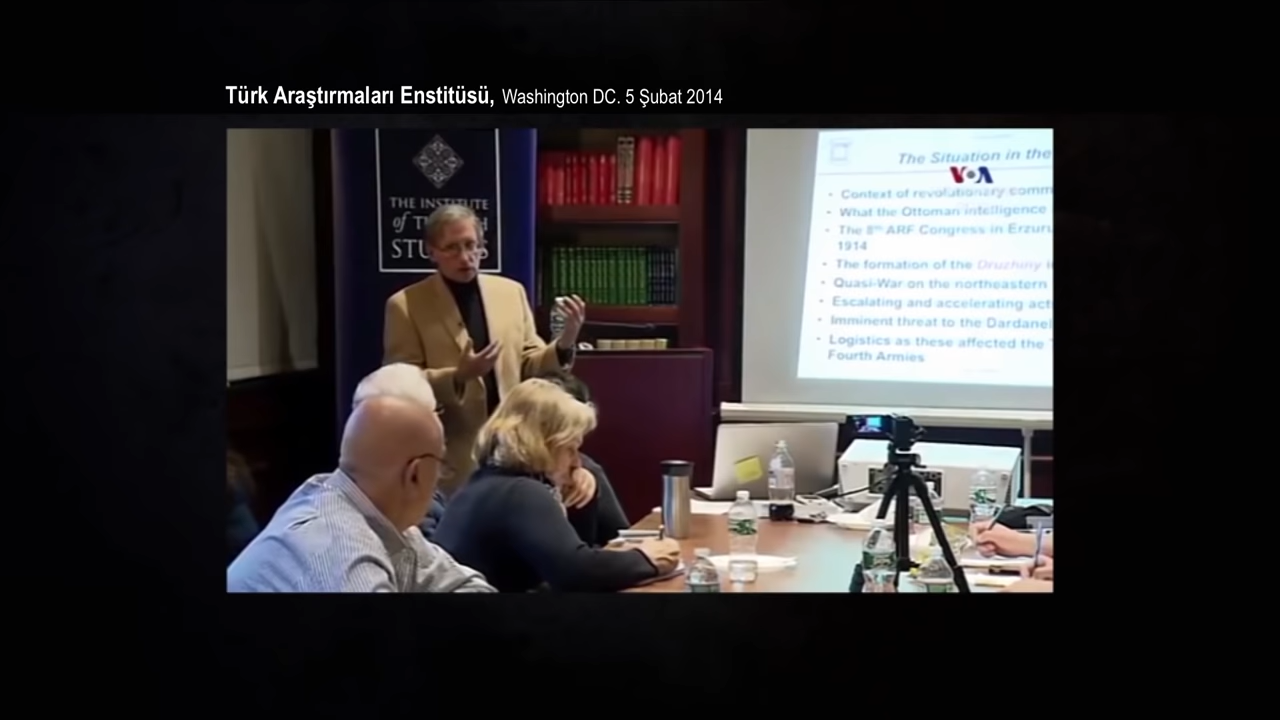 Türk Araştırmaları Enstitüsü, Washington DC. 5 Şubat 2014
THE INSTITUTE
of
STUDIES
The Situation in the
VOA
• Context of revolutionary comm
• What the Ottoman intelligence
• The 8th ARF Congress in Erzuru
1914
• The formation of the Druzhiny
• Quasi-War on the northeastern
• Escalating and accelerating act
• Imminent threat to the Dardanel
• Logistics as these affected the
Fourth Armies